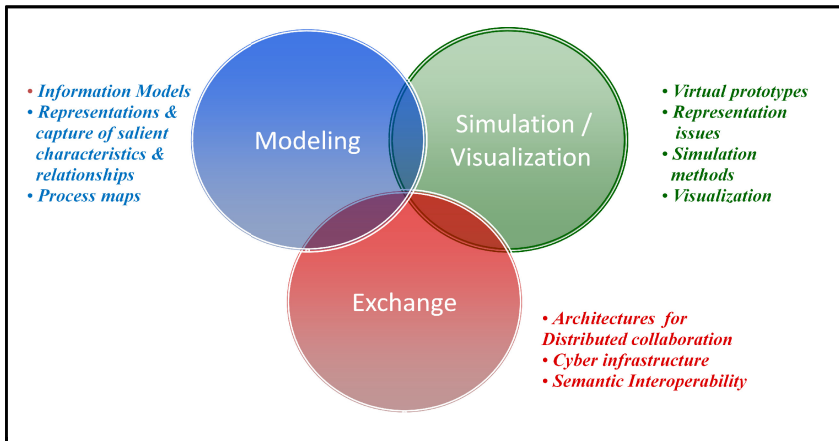 Modeling
Simulation /
Visualization
Exchange
• Information Models
• Representations &
capture of salient
characteristics &
relationships
• Process maps
• Virtual prototypes
• Representation
issues
• Simulation
methods
• Visualization
• Architectures for
Distributed collaboration
• Cyber infrastructure
• Semantic Interoperability